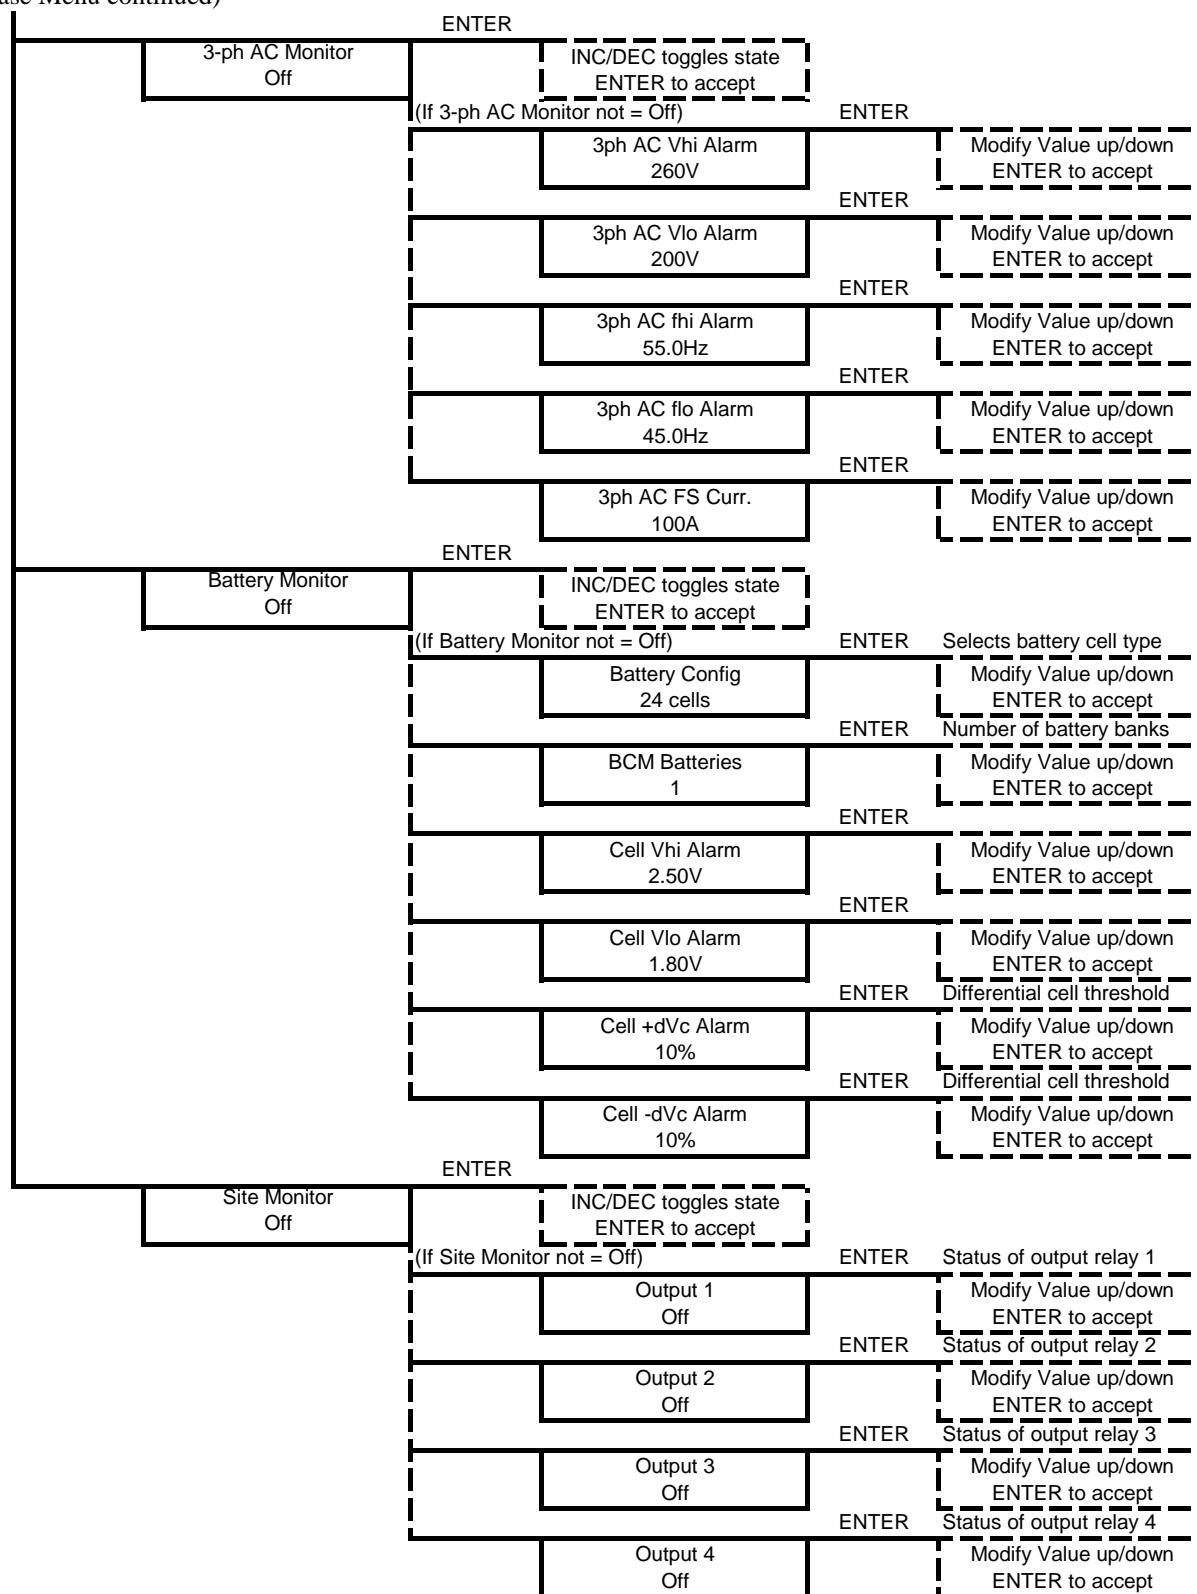 ase Menu continued)
ENTER
3-ph AC Monitor
Off
INC/DEC toggles state
ENTER to accept
(If 3-ph AC Monitor not = Off)
ENTER
3ph AC Vhi Alarm
260V
Modify Value up/down
ENTER to accept
ENTER
3ph AC Vlo Alarm
200V
Modify Value up/down
ENTER to accept
ENTER
3ph AC fhi Alarm
55.0Hz
Modify Value up/down
ENTER to accept
ENTER
3ph AC flo Alarm
45.0Hz
Modify Value up/down
ENTER to accept
ENTER
3ph AC FS Curr.
100A
Modify Value up/down
ENTER to accept
ENTER
Battery Monitor
Off
INC/DEC toggles state
ENTER to accept
(If Battery Monitor not = Off)
ENTER
Selects battery cell type
Battery Config
24 cells
Modify Value up/down
ENTER to accept
ENTER
Number of battery banks
BCM Batteries
1
Modify Value up/down
ENTER to accept
ENTER
Cell Vhi Alarm
2.50V
Modify Value up/down
ENTER to accept
ENTER
Cell Vlo Alarm
1.80V
Modify Value up/down
ENTER to accept
ENTER
Differential cell threshold
Cell +dVc Alarm
10%
Modify Value up/down
ENTER to accept
ENTER
Differential cell threshold
Cell -dVc Alarm
10%
Modify Value up/down
ENTER to accept
ENTER
Site Monitor
Off
INC/DEC toggles state
ENTER to accept
(If Site Monitor not = Off)
ENTER
Status of output relay 1
Output 1
Off
Modify Value up/down
ENTER to accept
ENTER
Status of output relay 2
Output 2
Off
Modify Value up/down
ENTER to accept
ENTER
Status of output relay 3
Output 3
Off
Modify Value up/down
ENTER to accept
ENTER
Status of output relay 4
Output 4
Off
Modify Value up/down
ENTER to accept